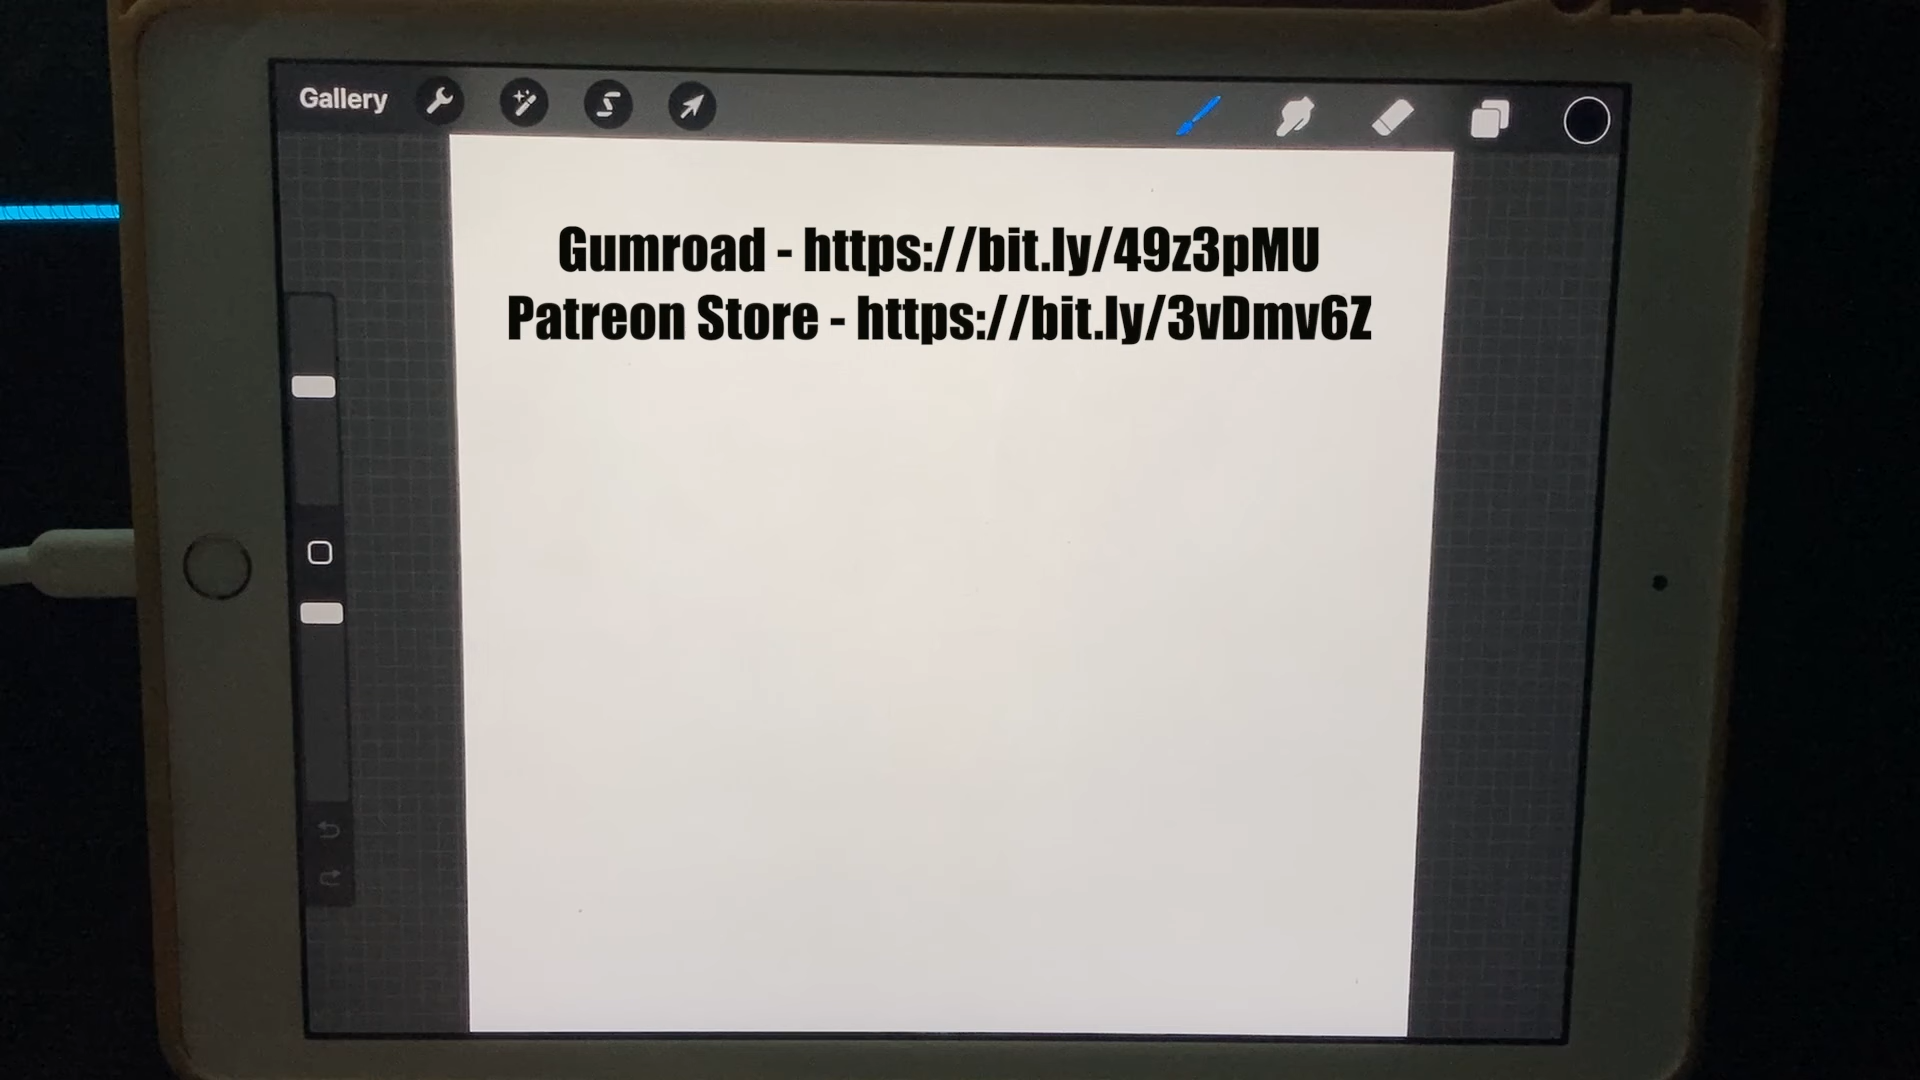 Gallery
Gumroad - https://bit.ly/49z3pMU
Patreon Store - https://bit.ly/3vDmv6Z